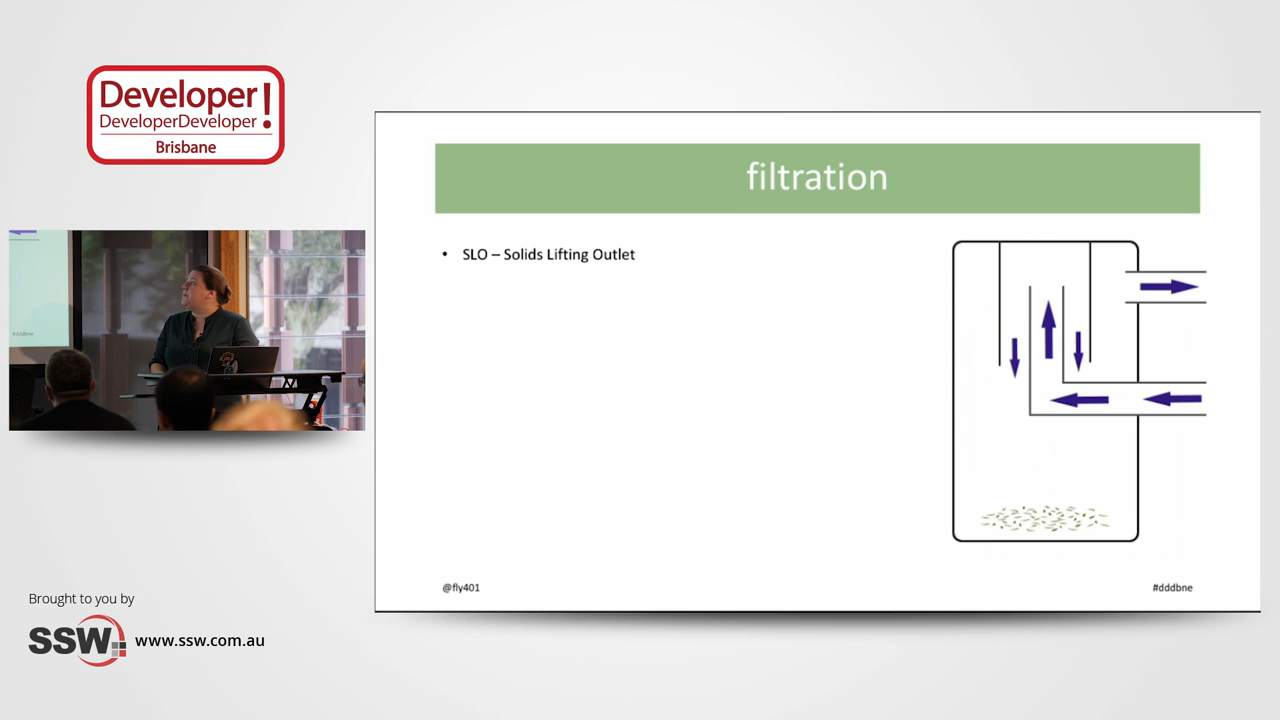 Developer!
DeveloperDeveloper
Brisbane
filtration
• SLO – Solids Lifting Outlet
@fly401
#dddbne
#dddbne
Brought to you by
SSW
www.ssw.com.au